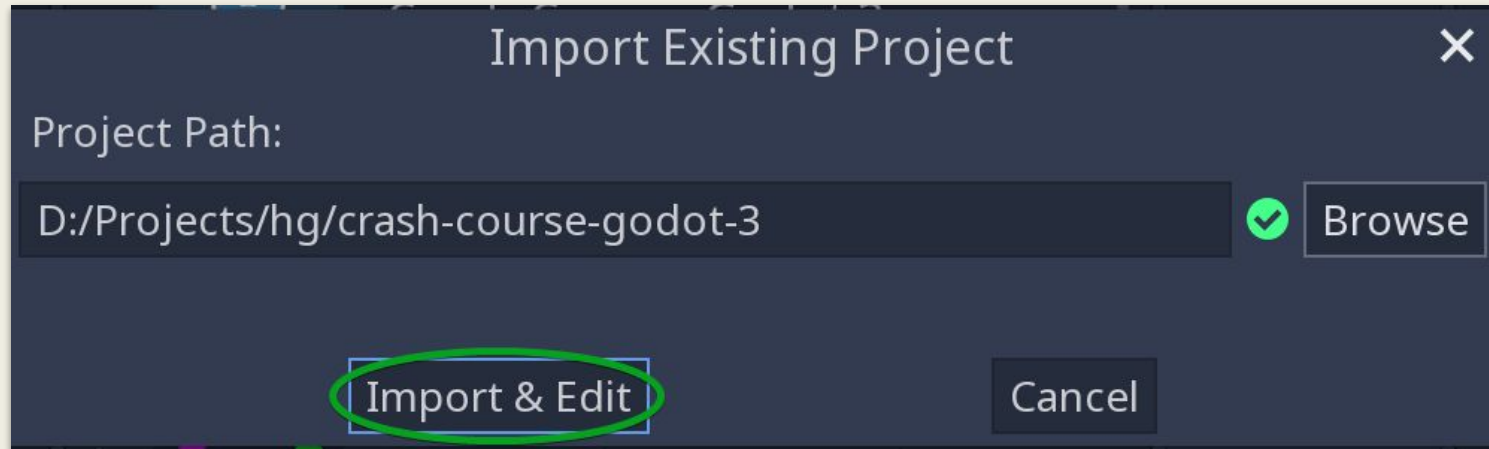 Import Existing Project
Project Path:
D:/Projects/hg/crash-course-godot-3
Browse
Import & Edit
Cancel